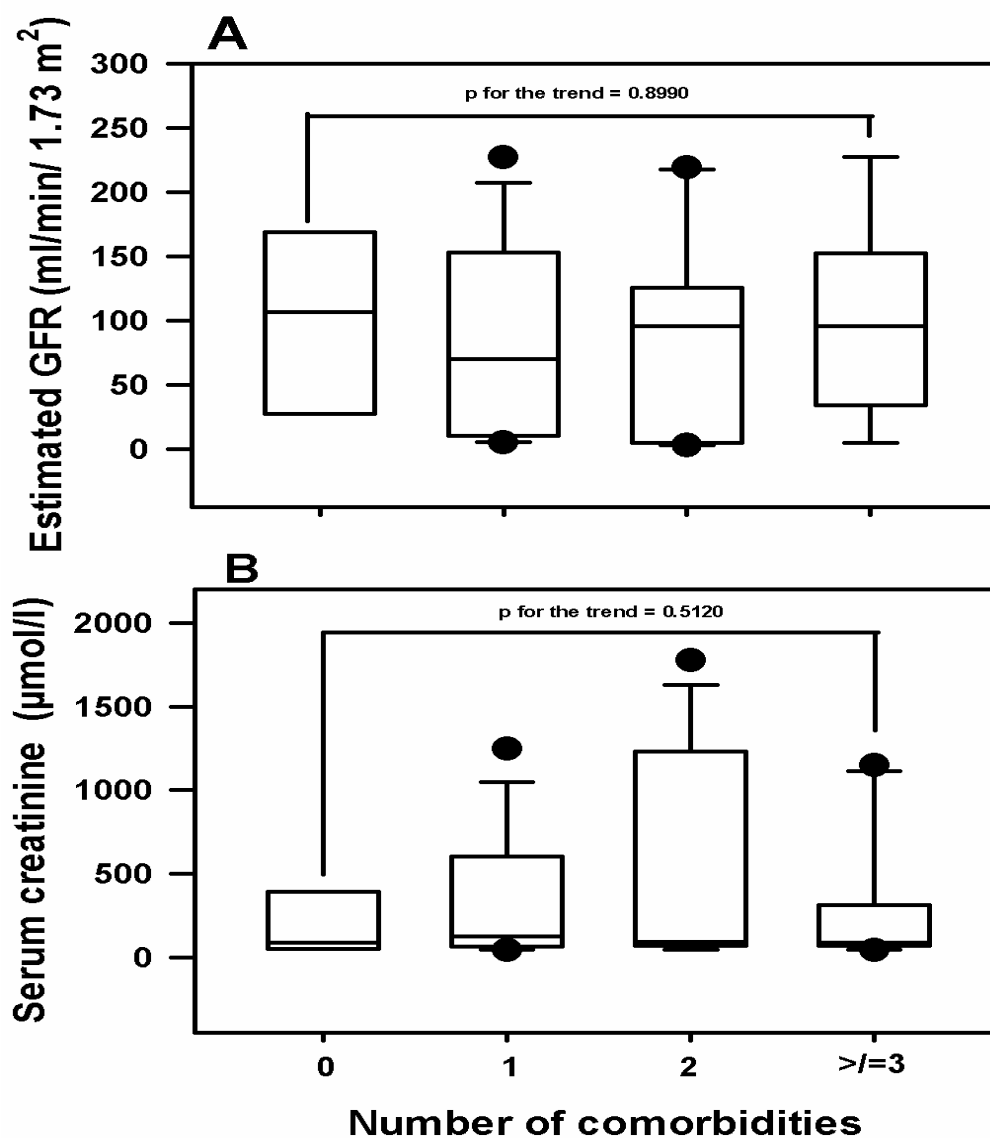 A
Estimated GFR (ml/min/ 1.73 m²)
300
250
200
150
100
50
0
p for the trend = 0.8990
B
Serum creatinine (µmol/l)
2000
1500
1000
500
0
p for the trend = 0.5120
0 1 2 >/=3
Number of comorbidities